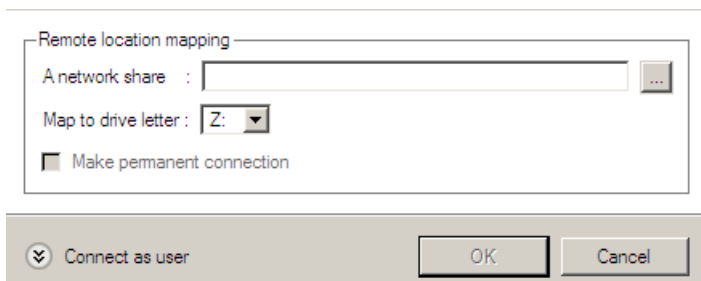 Remote location mapping
A network share :
...
Map to drive letter : Z:
Make permanent connection
Connect as user
OK
Cancel